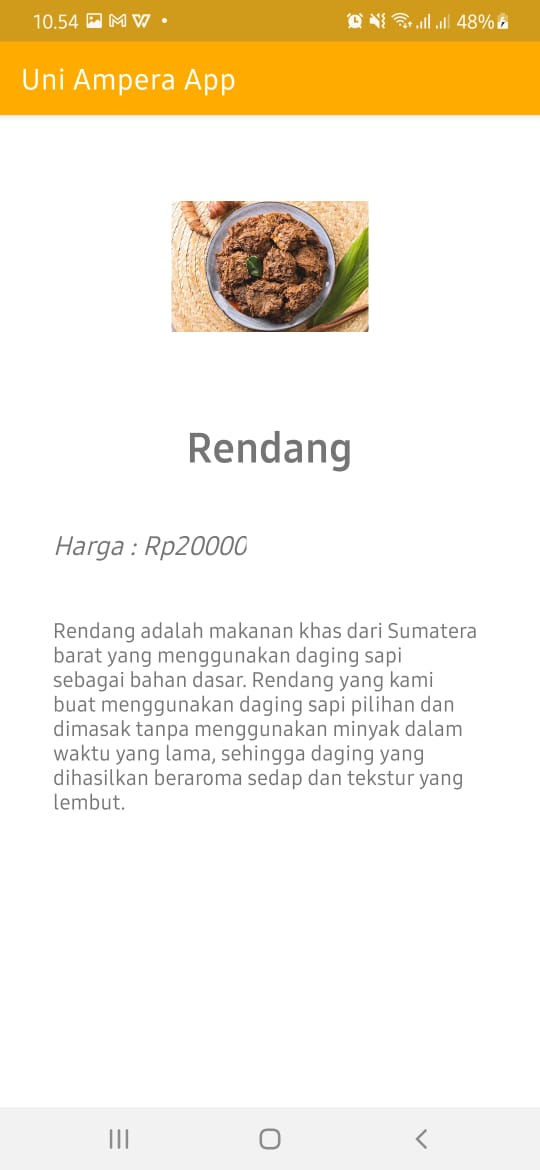 10.54 48%
Uni Ampera App
Rendang
Harga : Rp20000
Rendang adalah makanan khas dari Sumatera
barat yang menggunakan daging sapi
sebagai bahan dasar. Rendang yang kami
buat menggunakan daging sapi pilihan dan
dimasak tanpa menggunakan minyak dalam
waktu yang lama, sehingga daging yang
dihasilkan beraroma sedap dan tekstur yang
lembut.